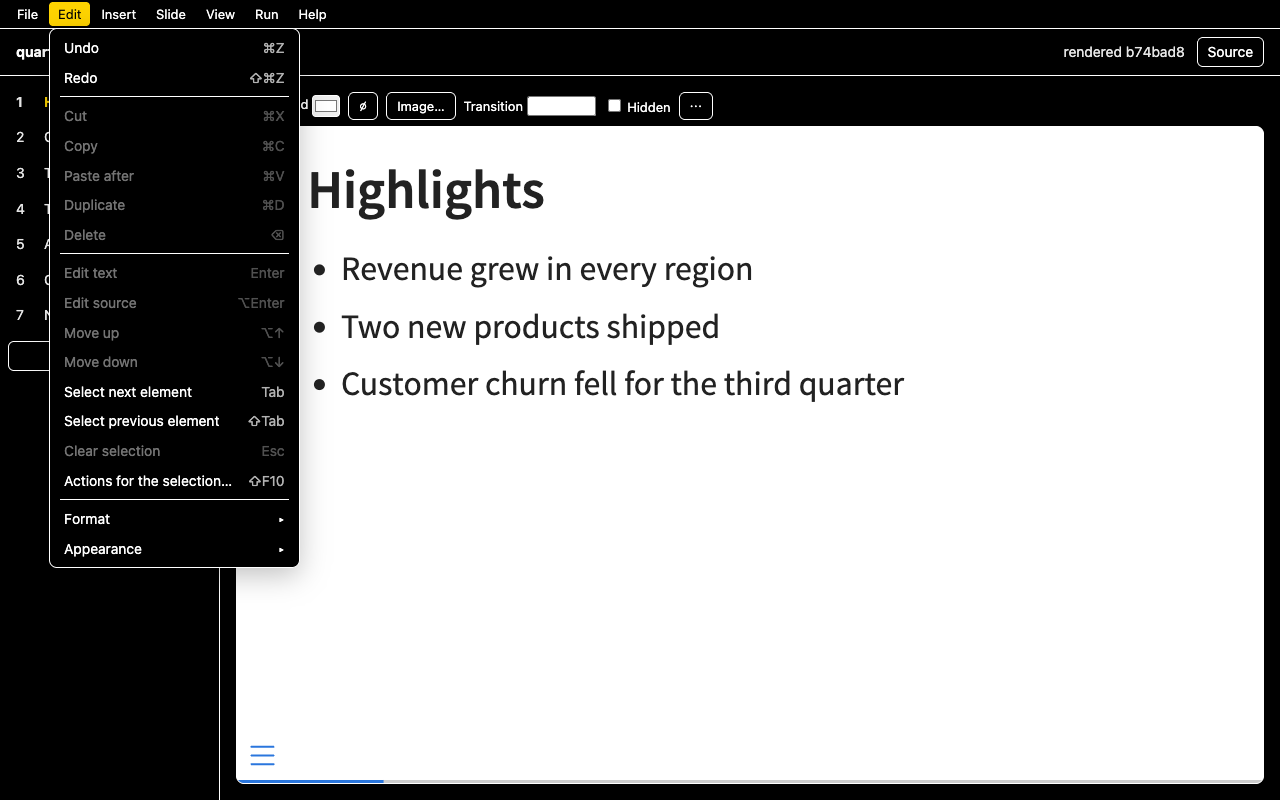 File Edit Insert Slide View Run Help
rendered b74bad8 Source
Undo ⌘Z
Redo ⇧⌘Z
Cut ⌘X
Copy ⌘C
Paste after ⌘V
Duplicate ⌘D
Delete ⌫
Edit text Enter
Edit source ⌥Enter
Move up ⌥↑
Move down ⌥↓
Select next element Tab
Select previous element ⇧Tab
Clear selection Esc
Actions for the selection... ⇧F10
Format ▸
Appearance ▸
1
2
3
4
5
6
7
ø Image... Transition Hidden ...
Highlights
• Revenue grew in every region
• Two new products shipped
• Customer churn fell for the third quarter